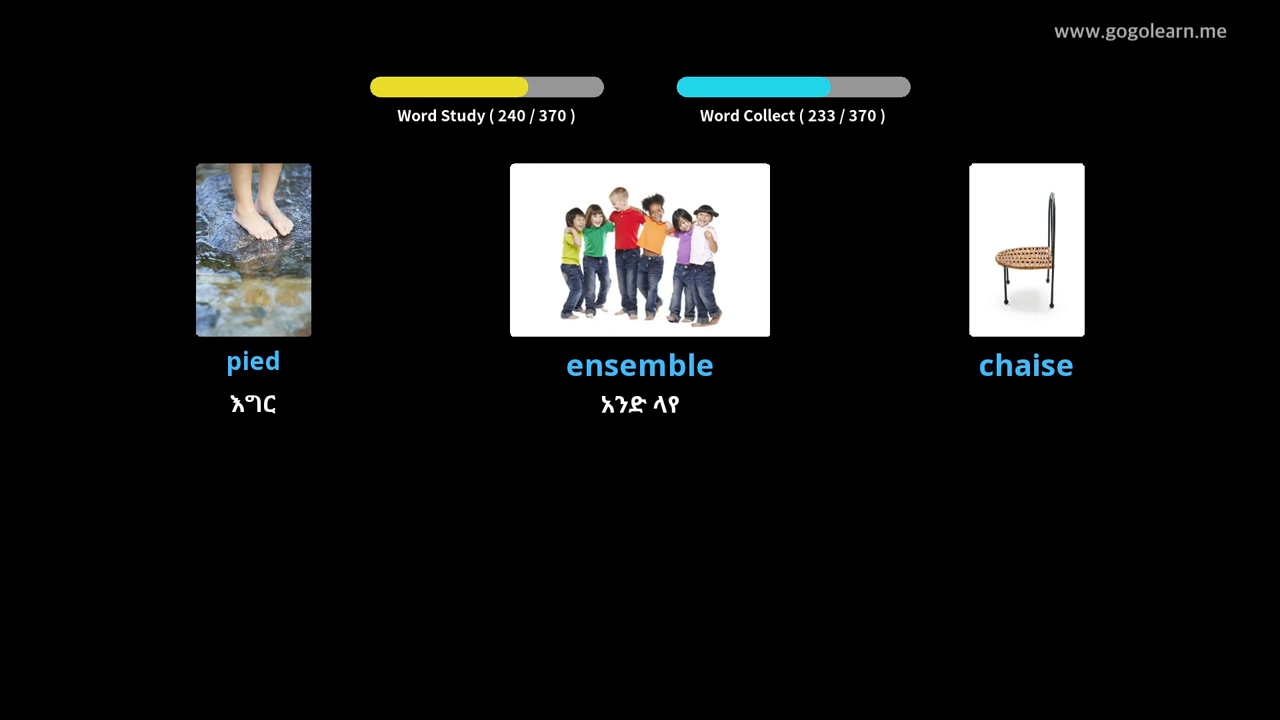 www.gogolearn.me
Word Study ( 240 / 370 )
Word Collect ( 233 / 370 )
pied
እግር
ensemble
አንድ ላየ
chaise